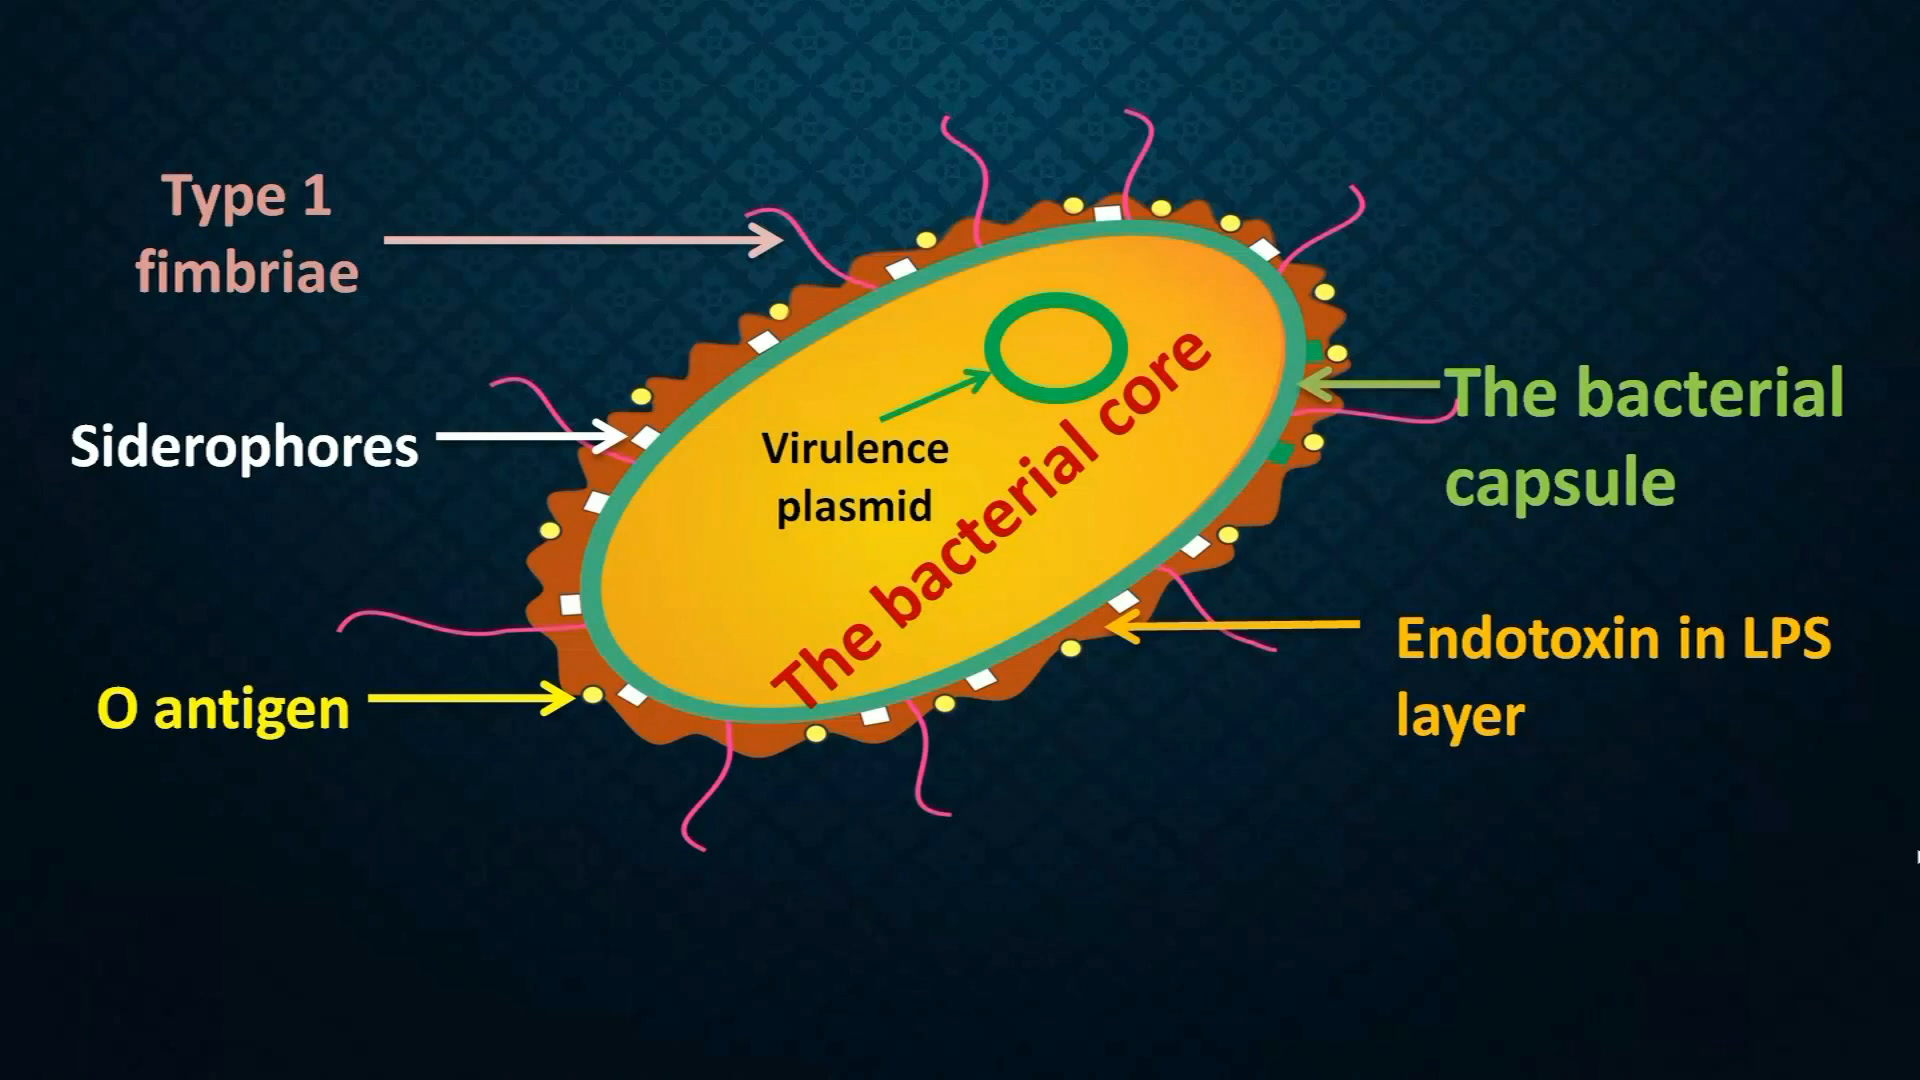 Type 1
fimbriae
Siderophores
O antigen
Virulence
plasmid
The bacterial core
The bacterial
capsule
Endotoxin in LPS
layer